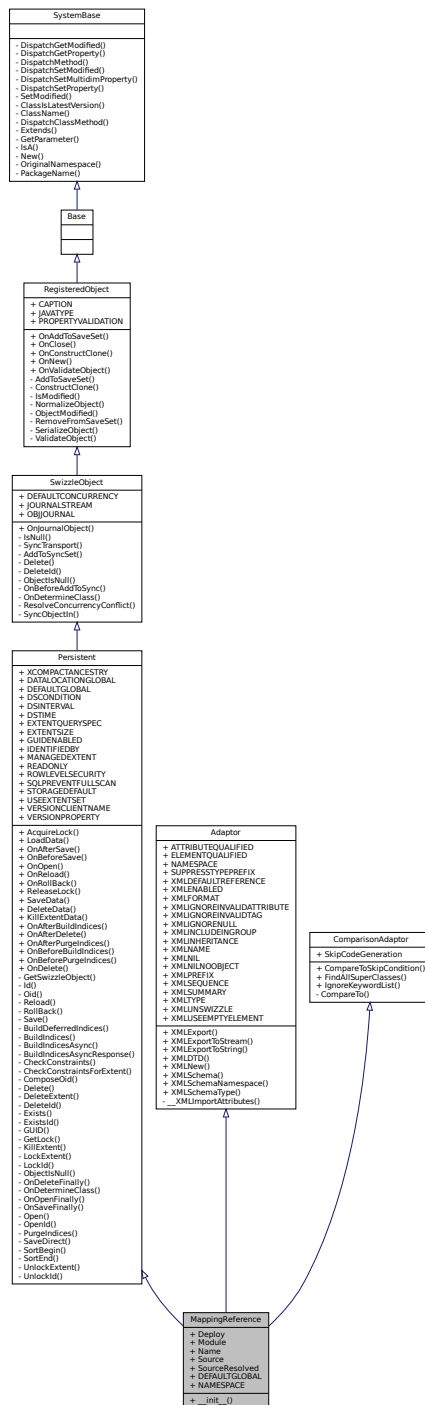 SystemBase
- DispatchGetModified()
- DispatchGetProperty()
- DispatchMethod()
- DispatchSetModified()
- DispatchSetMultidimProperty()
- DispatchSetProperty()
- SetModified()
- ClassIsLatestVersion()
- ClassName()
- DispatchClassMethod()
- Extends()
- GetParameter()
- IsA()
- New()
- OriginalNamespace()
- PackageName()
Base
RegisteredObject
+ CAPTION
+ JAVATYPE
+ PROPERTYVALIDATION
+ OnAddToSaveSet()
+ OnClose()
+ OnConstructClone()
+ OnNew()
+ OnValidateObject()
- AddToSaveSet()
- ConstructClone()
- IsModified()
- NormalizeObject()
- ObjectModified()
- RemoveFromSaveSet()
- SerializeObject()
- ValidateObject()
SwizzleObject
+ DEFAULTCONCURRENCY
+ JOURNALSTREAM
+ OBJJOURNAL
+ OnJournalObject()
- IsNull()
- SyncTransport()
- AddToSyncSet()
- Delete()
- DeleteId()
- ObjectIsNull()
- OnBeforeAddToSync()
- OnDetermineClass()
- ResolveConcurrencyConflict()
- SyncObjectIn()
Persistent
+ XCOMPACTANCESTRY
+ DATALOCATIONGLOBAL
+ DEFAULTGLOBAL
+ DSCONDITION
+ DSINTERVAL
+ DSTIME
+ EXTENTQUERYSPEC
+ EXTENTSIZE
+ GUIDENABLED
+ IDENTIFIEDBY
+ MANAGEDEXTENT
+ READONLY
+ ROWLEVELSECURITY
+ SQLPREVENTFULLSCAN
+ STORAGEDEFAULT
+ USEEXTENTSET
+ VERSIONCLIENTNAME
+ VERSIONPROPERTY
+ AcquireLock()
+ LoadData()
+ OnAfterSave()
+ OnBeforeSave()
+ OnOpen()
+ OnReload()
+ OnRollBack()
+ ReleaseLock()
+ SaveData()
+ DeleteData()
+ KillExtentData()
+ OnAfterBuildIndices()
+ OnAfterDelete()
+ OnAfterPurgeIndices()
+ OnBeforeBuildIndices()
+ OnBeforePurgeIndices()
+ OnDelete()
- GetSwizzleObject()
- Id()
- Oid()
- Reload()
- RollBack()
- Save()
- BuildDeferredIndices()
- BuildIndices()
- BuildIndicesAsync()
- BuildIndicesAsyncResponse()
- CheckConstraints()
- CheckConstraintsForExtent()
- ComposeOid()
- Delete()
- DeleteExtent()
- DeleteId()
- Exists()
- ExistsId()
- GUID()
- GetLock()
- KillExtent()
- LockExtent()
- LockId()
- ObjectIsNull()
- OnDeleteFinally()
- OnDetermineClass()
- OnOpenFinally()
- OnSaveFinally()
- Open()
- OpenId()
- PurgeIndices()
- SaveDirect()
- SortBegin()
- SortEnd()
- UnlockExtent()
- UnlockId()
Adaptor
+ ATTRIBUTEQUALIFIED
+ ELEMENTQUALIFIED
+ NAMESPACE
+ SUPPRESSTYPEPREFIX
+ XMLDEFAULTREFERENCE
+ XMLENABLED
+ XMLFORMAT
+ XMLIGNOREINVALIDATTRIBUTE
+ XMLIGNOREINVALIDTAG
+ XMLIGNORENULL
+ XMLINCLUDEINGROUP
+ XMLINHERITANCE
+ XMLNAME
+ XMLNIL
+ XMLNILNOOBJECT
+ XMLPREFIX
+ XMLSEQUENCE
+ XMLSUMMARY
+ XMLTYPE
+ XMLUNSWIZZLE
+ XMLUSEEMPTYELEMENT
+ XMLExport()
+ XMLExportToStream()
+ XMLExportToString()
+ XMLDTD()
+ XMLNew()
+ XMLSchema()
+ XMLSchemaNamespace()
+ XMLSchemaType()
- __XMLImportAttributes()
ComparisonAdaptor
+ SkipCodeGeneration
+ CompareToSkipCondition()
+ FindAllSuperClasses()
+ IgnoreKeywordList()
- CompareTo()
MappingReference
+ Deploy
+ Module
+ Name
+ Source
+ SourceResolved
+ DEFAULTGLOBAL
+ NAMESPACE
+ __init__()